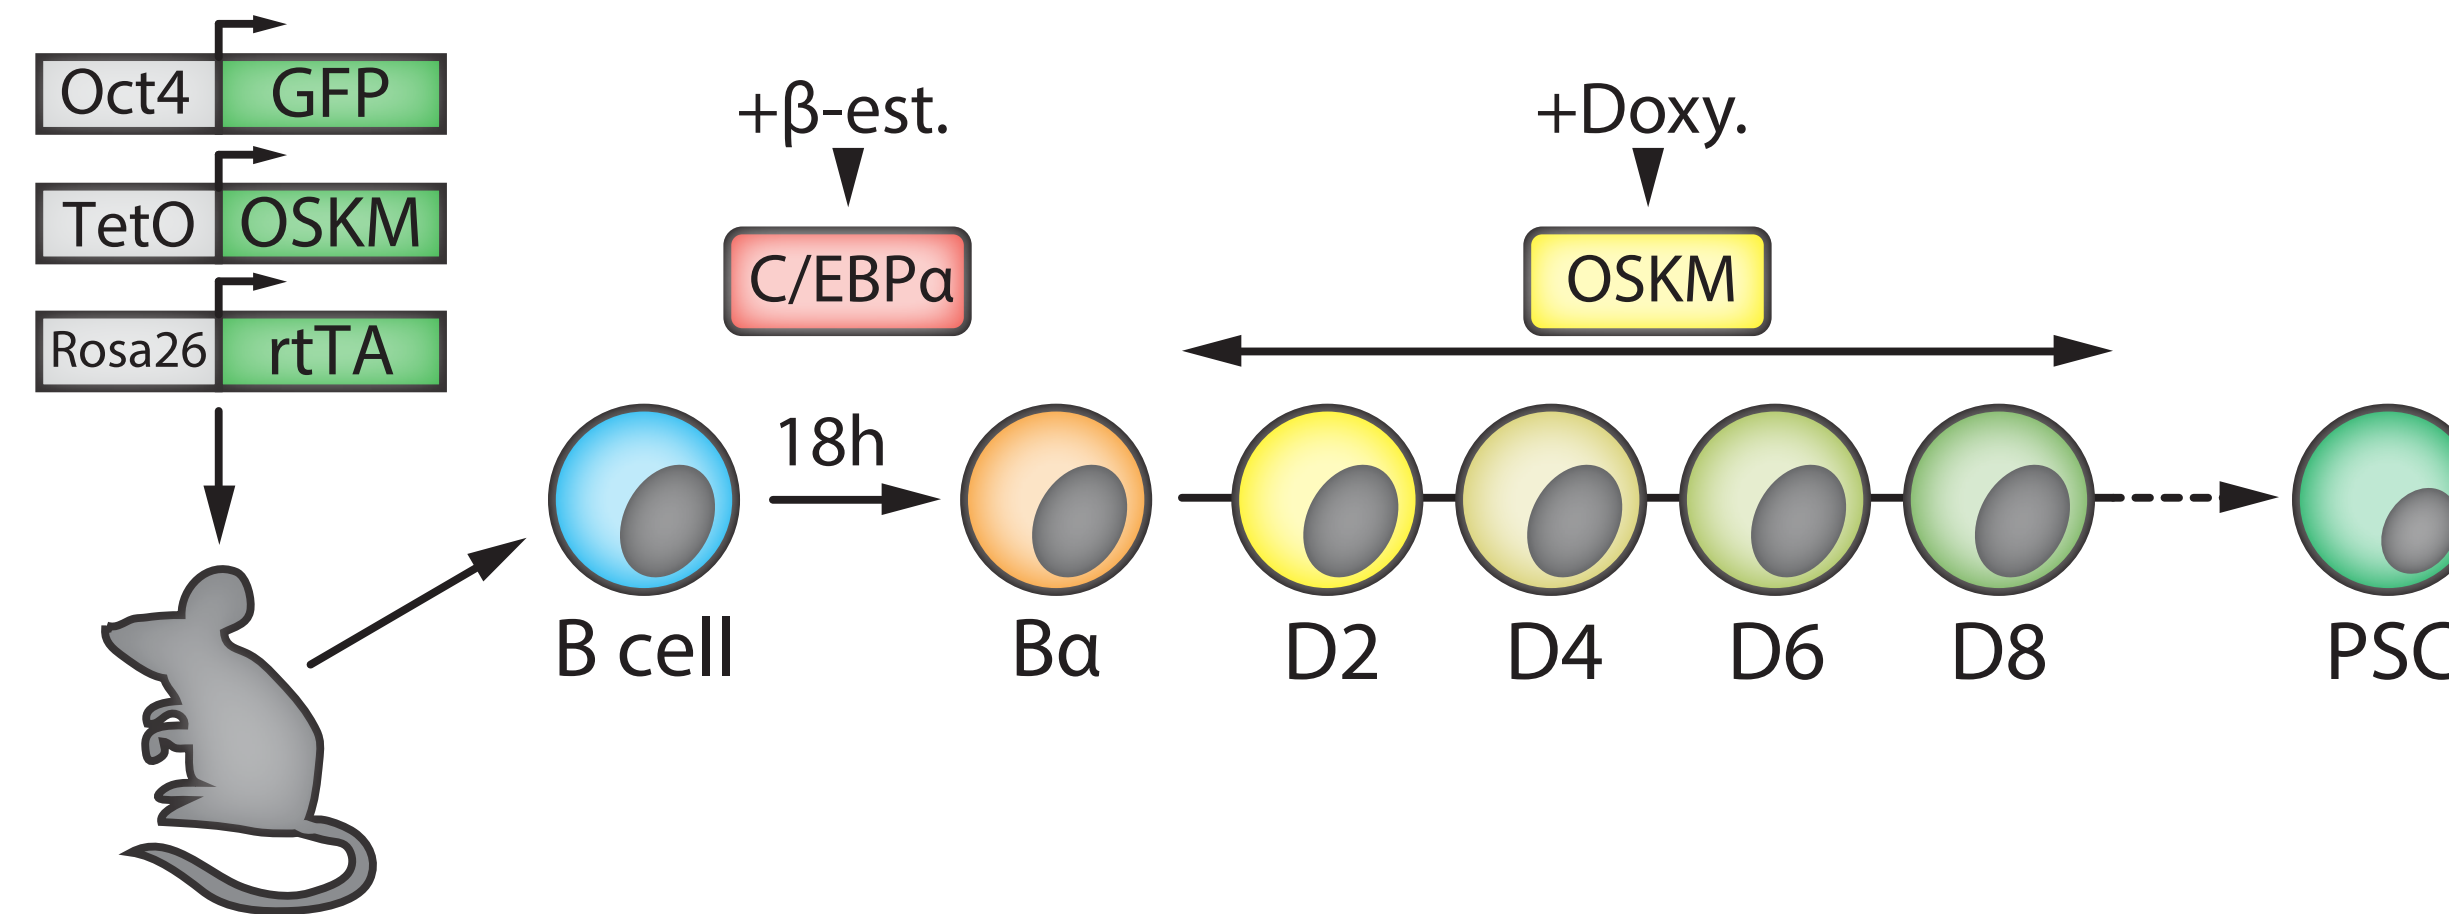 Oct4 GFP
TetO OSKM
Rosa26 rtTA
+β-est.
C/EBPα
+Doxy.
OSKM
18h
B cell
Bα
D2
D4
D6
D8
PSC